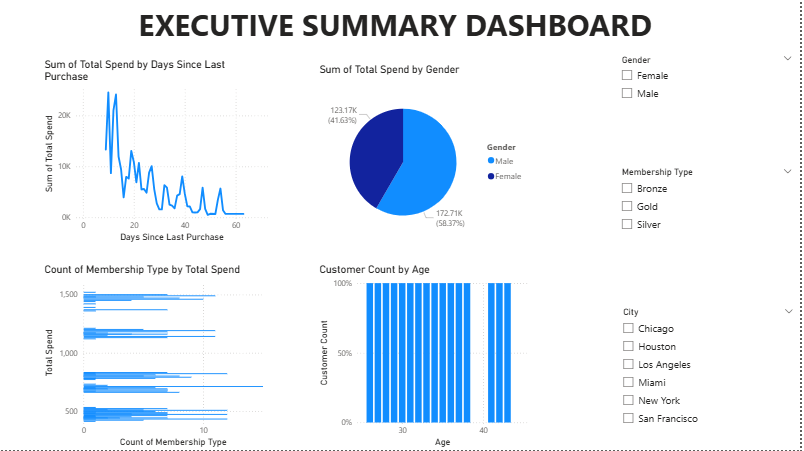 EXECUTIVE SUMMARY DASHBOARD
Sum of Total Spend by Days Since Last
Purchase
Sum of Total Spend
20K
10K
0K
0
20
40
60
Days Since Last Purchase
Sum of Total Spend by Gender
123.17K
(41.63%)
172.71K
(58.37%)
Gender
Male
Female
Gender
Female
Male
Membership Type
Bronze
Gold
Silver
Count of Membership Type by Total Spend
Total Spend
1,500
1,000
500
0
10
Count of Membership Type
Customer Count by Age
Customer Count
100%
50%
0%
30
40
Age
City
Chicago
Houston
Los Angeles
Miami
New York
San Francisco